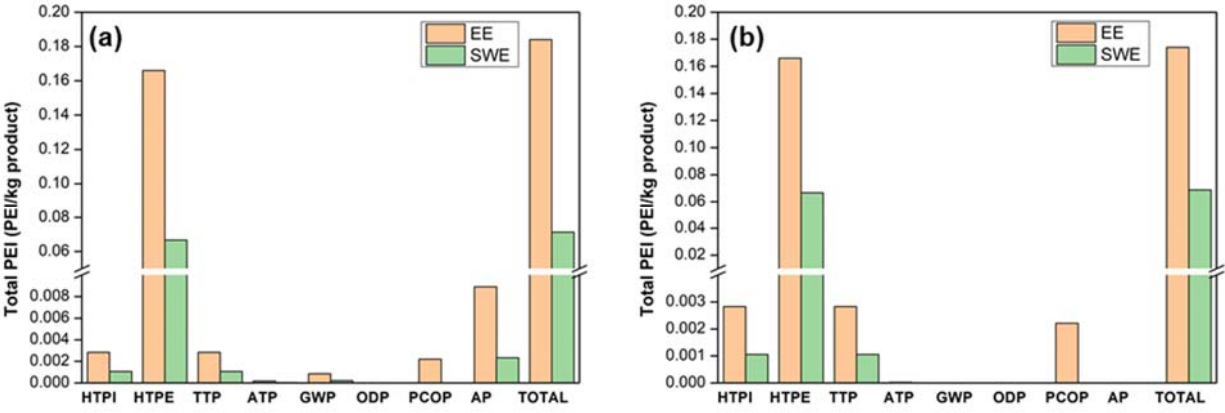 (a)
EE
SWE
Total PEI (PEI/kg product)
0.20
0.18
0.16
0.14
0.12
0.10
0.08
0.06
0.008
0.006
0.004
0.002
0.000
HTPI HTPE TTP ATP GWP ODP PCOP AP TOTAL
(b)
EE
SWE
Total PEI (PEI/kg product)
0.20
0.18
0.16
0.14
0.12
0.10
0.08
0.06
0.04
0.02
0.003
0.002
0.001
0.000
HTPI HTPE TTP ATP GWP ODP PCOP AP TOTAL